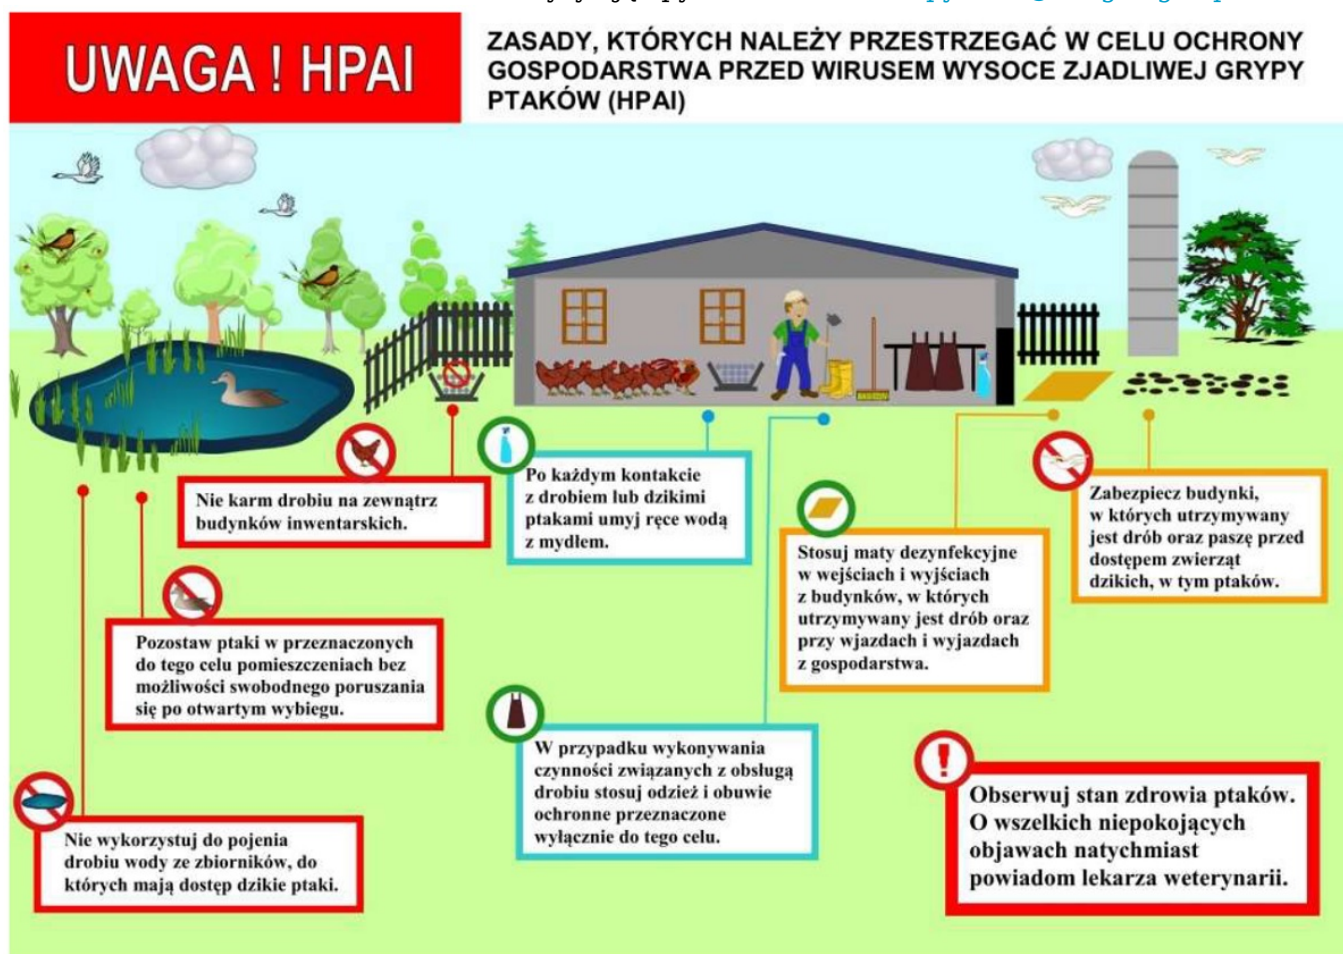 UWAGA ! HPAI
ZASADY, KTÓRYCH NALEŻY PRZESTRZEGAĆ W CELU OCHRONY
GOSPODARSTWA PRZED WIRUSEM WYSOCE ZJADLIWEJ GRYPY
PTAKÓW (HPAI)
Nie karm drobiu na zewnątrz
budynków inwentarskich.
Po każdym kontakcie
z drobiem lub dzikimi
ptakami umyj ręce wodą
z mydłem.
Stosuj maty dezynfekcyjne
w wejściach i wyjściach
z budynków, w których
utrzymywany jest drób oraz
przy wjazdach i wyjazdach
z gospodarstwa.
Zabezpiecz budynki,
w których utrzymywany
jest drób oraz paszę przed
dostępem zwierząt
dzikich, w tym ptaków.
Pozostaw ptaki w przeznaczonych
do tego celu pomieszczeniach bez
możliwości swobodnego poruszania
się po otwartym wybiegu.
W przypadku wykonywania
czynności związanych z obsługą
drobiu stosuj odzież i obuwie
ochronne przeznaczone
wyłącznie do tego celu.
Nie wykorzystuj do pojenia
drobiu wody ze zbiorników, do
których mają dostęp dzikie ptaki.
Obserwuj stan zdrowia ptaków.
O wszelkich niepokojących
objawach natychmiast
powiadom lekarza weterynarii.